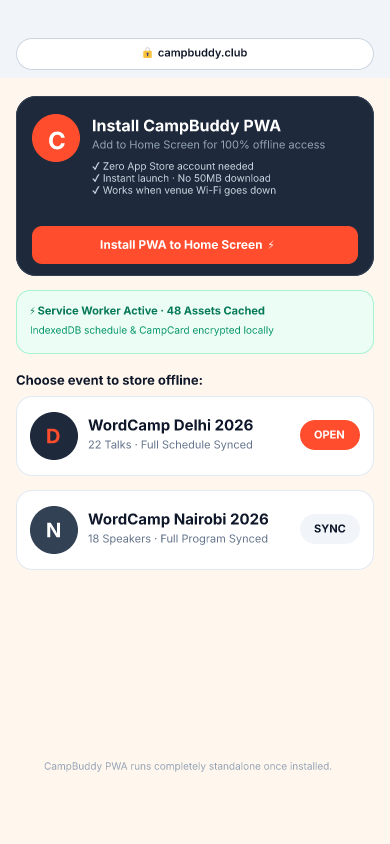 🔒 campbuddy.club
C
Install CampBuddy PWA
Add to Home Screen for 100% offline access
✓ Zero App Store account needed
✓ Instant launch · No 50MB download
✓ Works when venue Wi-Fi goes down
Install PWA to Home Screen ⚡
⚡ Service Worker Active · 48 Assets Cached
IndexedDB schedule & CampCard encrypted locally
Choose event to store offline:
D
WordCamp Delhi 2026
22 Talks · Full Schedule Synced
OPEN
N
WordCamp Nairobi 2026
18 Speakers · Full Program Synced
SYNC
CampBuddy PWA runs completely standalone once installed.